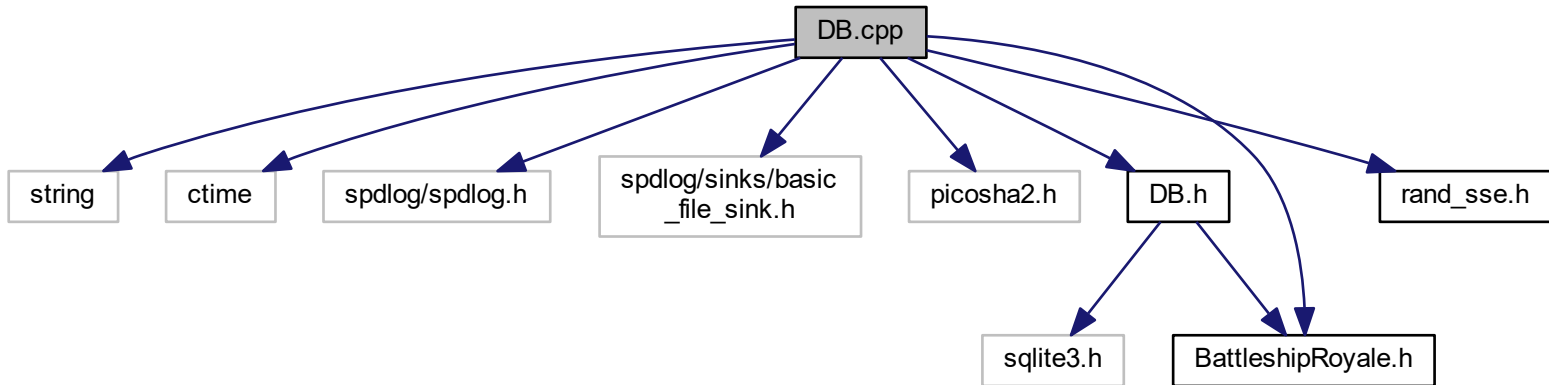 DB.cpp
string
ctime
spdlog/spdlog.h
spdlog/sinks/basic
_file_sink.h
picosha2.h
DB.h
rand_sse.h
sqlite3.h
BattleshipRoyale.h